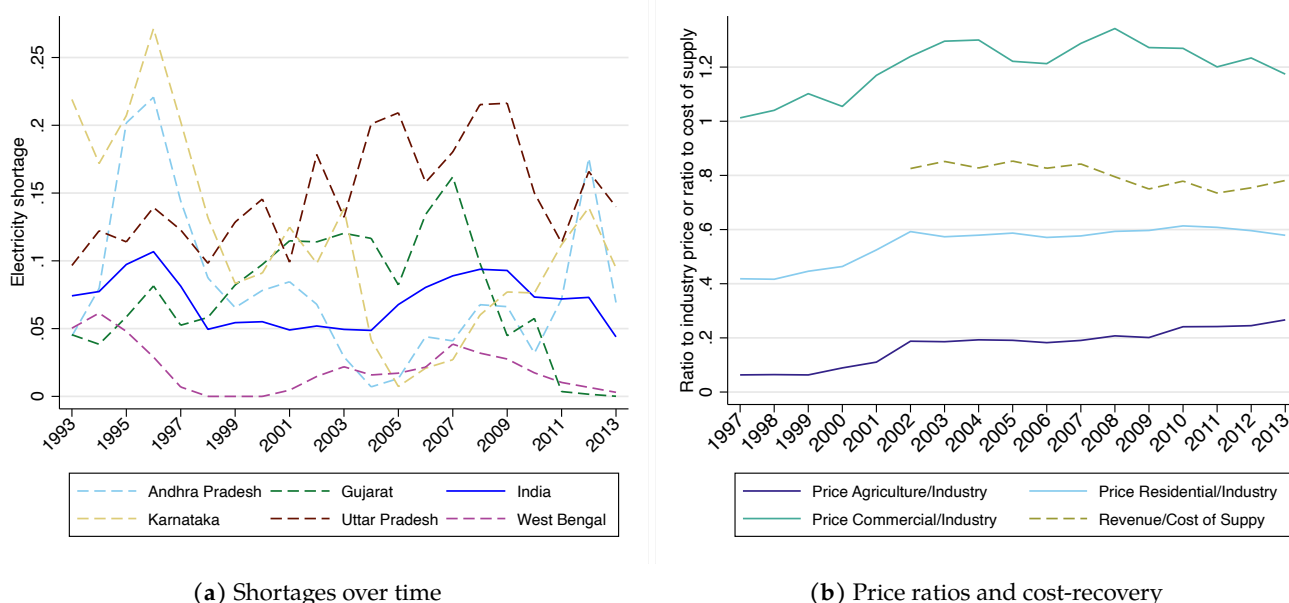 Electricity shortage
0 .05 .1 .15 .2 .25
1993 1995 1997 1999 2001 2003 2005 2007 2009 2011 2013
Andhra Pradesh Gujarat India
Karnataka Uttar Pradesh West Bengal
(a) Shortages over time
Ratio to industry price or ratio to cost of supply
0 .2 .4 .6 .8 1 1.2
1997 1998 1999 2000 2001 2002 2003 2004 2005 2006 2007 2008 2009 2010 2011 2012 2013
Price Agriculture/Industry Price Residential/Industry
Price Commercial/Industry Revenue/Cost of Suppy
(b) Price ratios and cost-recovery